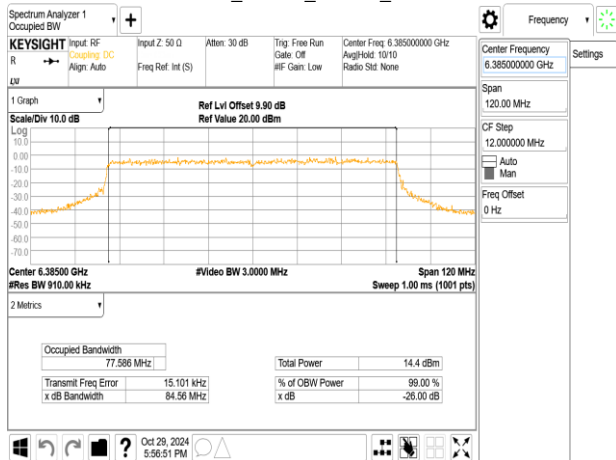 Spectrum Analyzer 1
Occupied BW
Frequency
KEYSIGHT
R
Input: RF
Coupling: DC
Align: Auto
Input Z: 50 Ω
Freq Ref: Int (S)
Atten: 30 dB
Trig: Free Run
Gate: Off
#IF Gain: Low
Center Freq: 6.385000000 GHz
Avg|Hold: 10/10
Radio Std: None
LXI
Center Frequency
6.385000000 GHz
Settings
Span
120.00 MHz
CF Step
12.000000 MHz
Auto
Man
Freq Offset
0 Hz
1 Graph
Scale/Div 10.0 dB
Ref Lvl Offset 9.90 dB
Ref Value 20.00 dBm
Log
10.0
0.00
-10.0
-20.0
-30.0
-40.0
-50.0
-60.0
-70.0
Center 6.38500 GHz
#Res BW 910.00 kHz
#Video BW 3.0000 MHz
Span 120 MHz
Sweep 1.00 ms (1001 pts)
2 Metrics
Occupied Bandwidth
77.586 MHz
Total Power 14.4 dBm
Transmit Freq Error 15.101 kHz
% of OBW Power 99.00 %
x dB Bandwidth 84.56 MHz
x dB -26.00 dB
?
Oct 29, 2024
5:56:51 PM